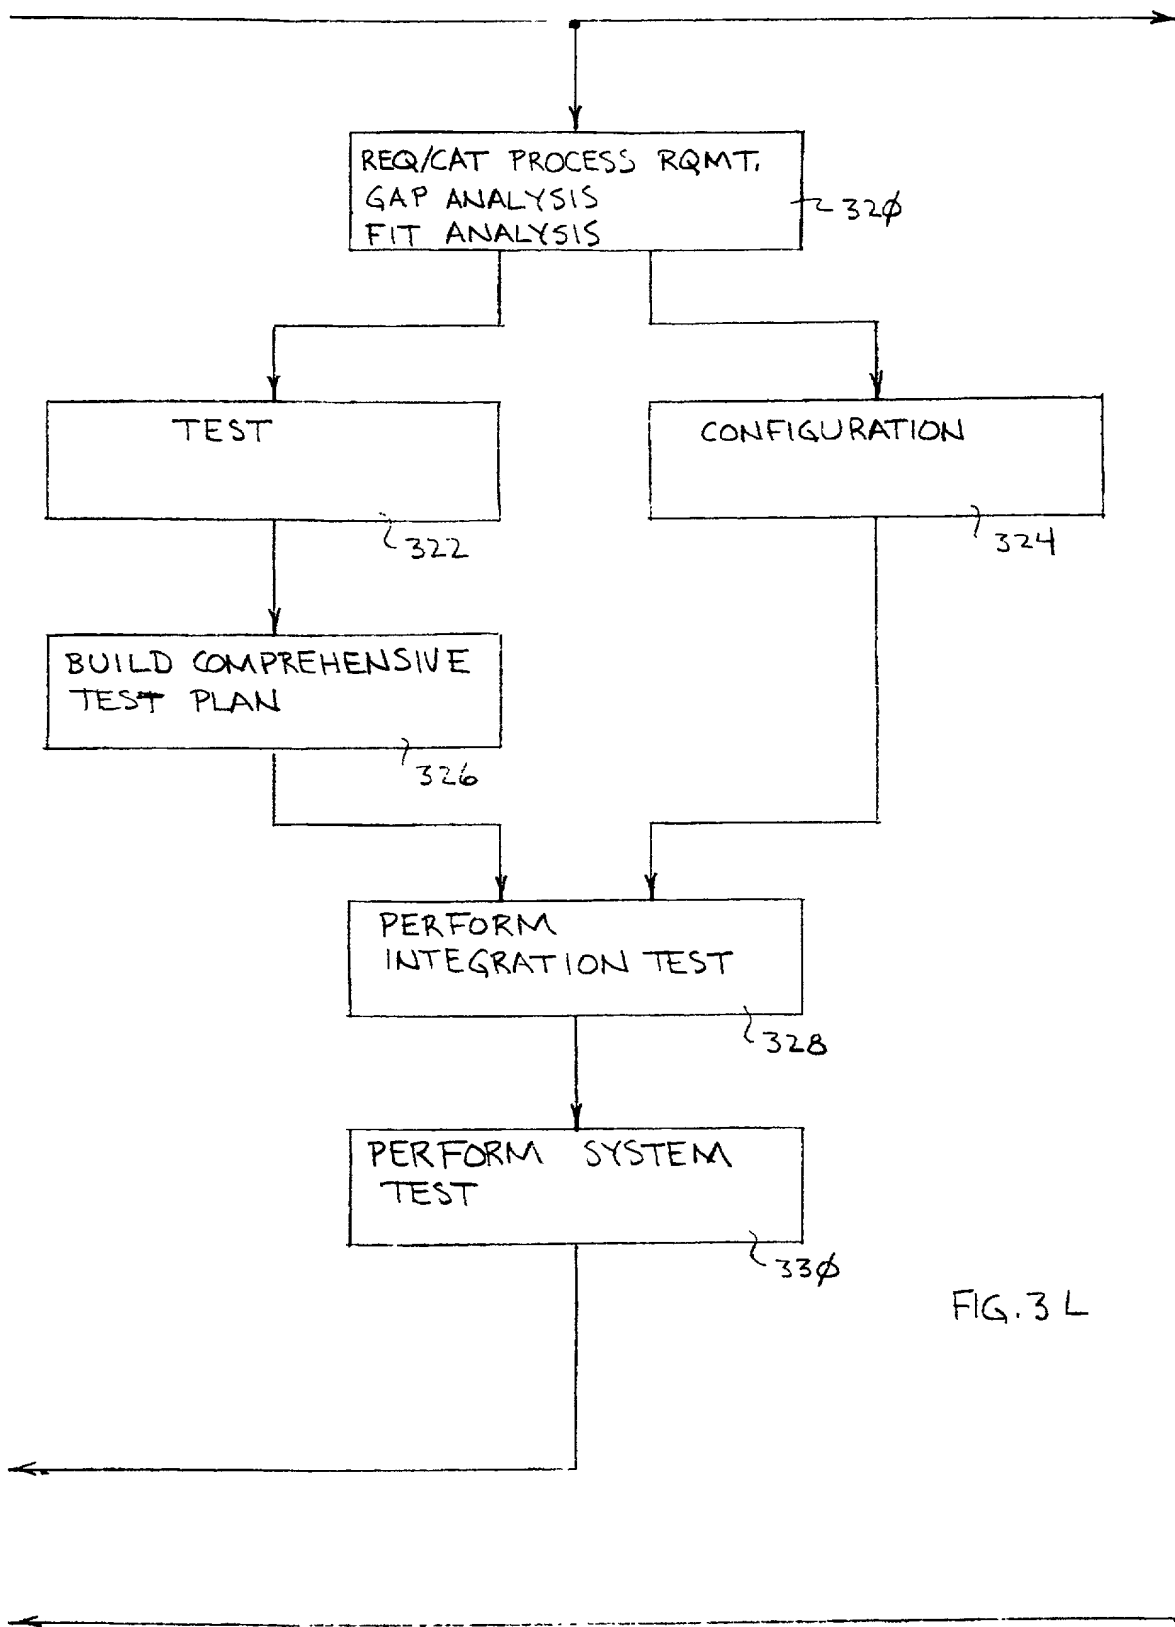 REQ/CAT PROCESS RQMT.
GAP ANALYSIS
FIT ANALYSIS
320
TEST
CONFIGURATION
322
324
BUILD COMPREHENSIVE
TEST PLAN
326
PERFORM
INTEGRATION TEST
328
PERFORM SYSTEM
TEST
330
FIG. 3 L